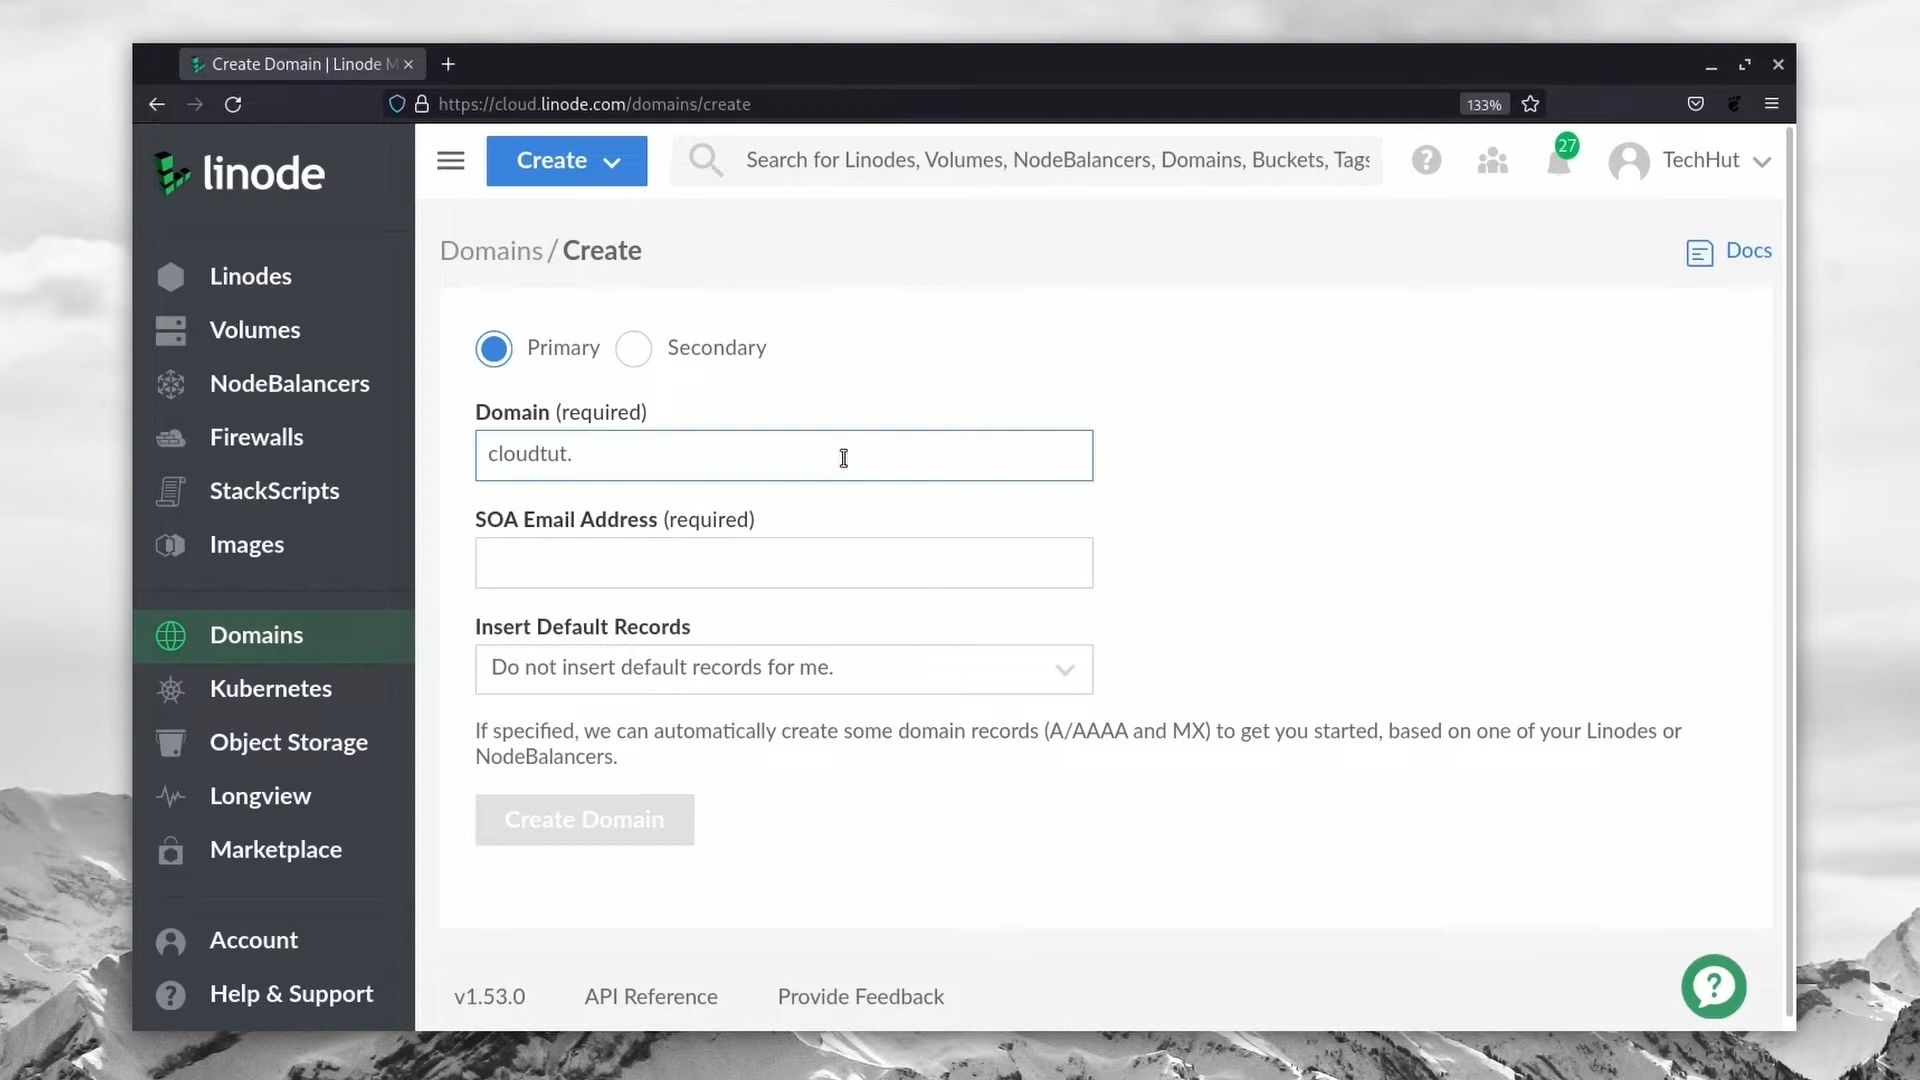 Create Domain | Linode M
https://cloud.linode.com/domains/create
133%
linode
Create
Search for Linodes, Volumes, NodeBalancers, Domains, Buckets, Tags
27
TechHut
Linodes
Volumes
NodeBalancers
Firewalls
StackScripts
Images
Domains
Kubernetes
Object Storage
Longview
Marketplace
Account
Help & Support
Domains / Create
Docs
Primary
Secondary
Domain (required)
cloudtut.
SOA Email Address (required)
Insert Default Records
Do not insert default records for me.
If specified, we can automatically create some domain records (A/AAAA and MX) to get you started, based on one of your Linodes or
NodeBalancers.
Create Domain
v1.53.0
API Reference
Provide Feedback